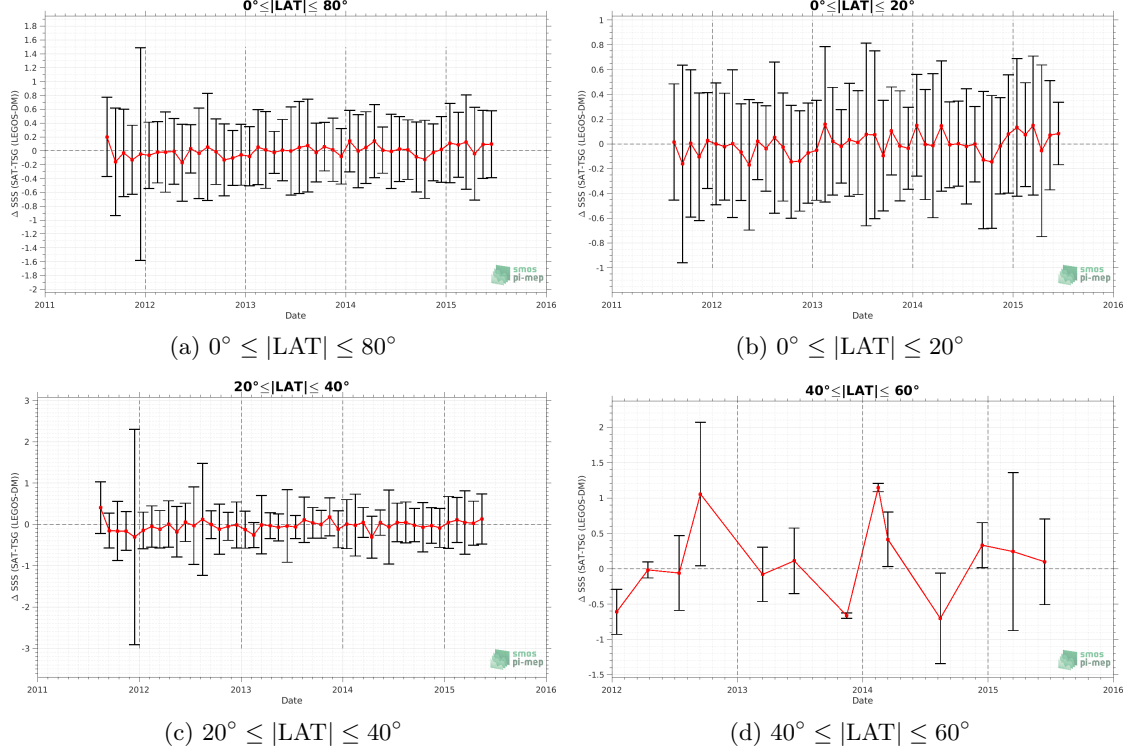 0°≤|LAT|≤ 80°
Δ SSS (SAT-TSG (LEGOS-DM))
1.8
1.6
1.4
1.2
1
0.8
0.6
0.4
0.2
0
-0.2
-0.4
-0.6
-0.8
-1
-1.2
-1.4
-1.6
-1.8
-2
2011 2012 2013 2014 2015 2016
Date
smos
pi-mep
(a) 0° ≤ |LAT| ≤ 80°
0°≤|LAT|≤ 20°
Δ SSS (SAT-TSG (LEGOS-DM))
1
0.8
0.6
0.4
0.2
0
-0.2
-0.4
-0.6
-0.8
-1
2011 2012 2013 2014 2015 2016
Date
smos
pi-mep
(b) 0° ≤ |LAT| ≤ 20°
20°≤|LAT|≤ 40°
Δ SSS (SAT-TSG (LEGOS-DM))
3
2
1
0
-1
-2
-3
2011 2012 2013 2014 2015 2016
Date
smos
pi-mep
(c) 20° ≤ |LAT| ≤ 40°
40°≤|LAT|≤ 60°
Δ SSS (SAT-TSG (LEGOS-DM))
2
1.5
1
0.5
0
-0.5
-1
-1.5
2012 2013 2014 2015 2016
Date
smos
pi-mep
(d) 40° ≤ |LAT| ≤ 60°